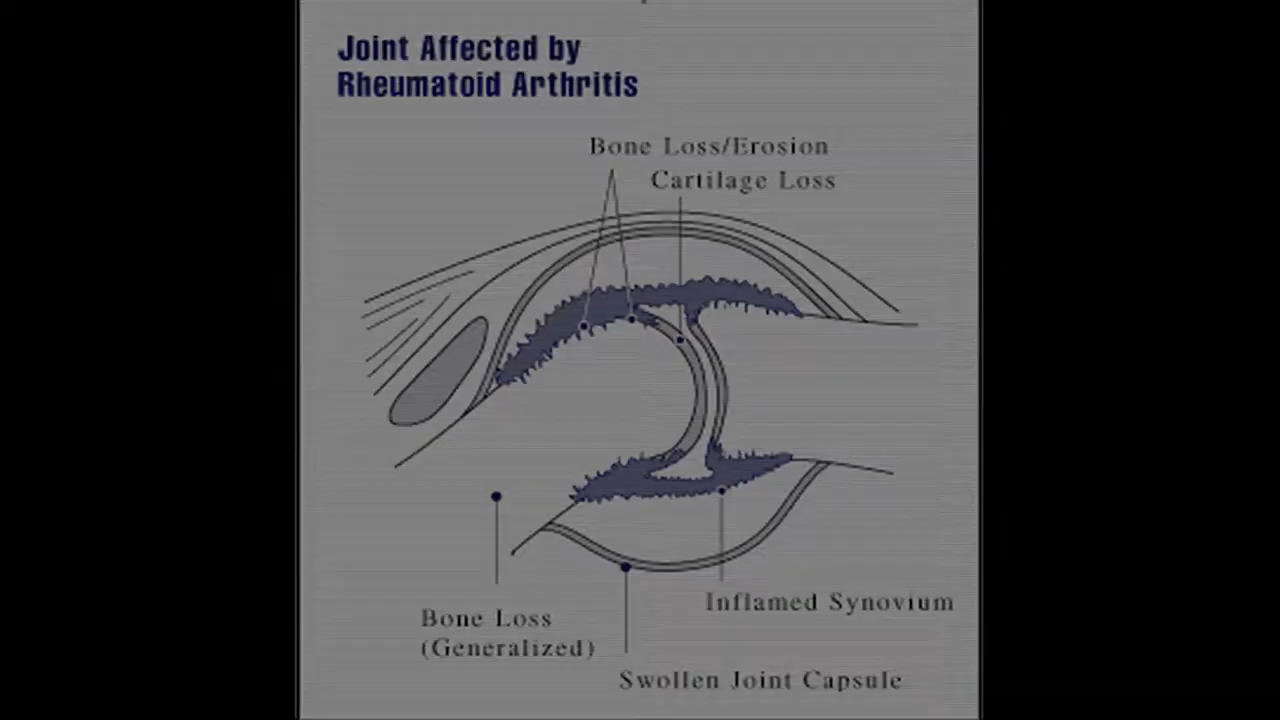 Joint Affected by
Rheumatoid Arthritis
Bone Loss/Erosion
Cartilage Loss
Inflamed Synovium
Bone Loss
(Generalized)
Swollen Joint Capsule